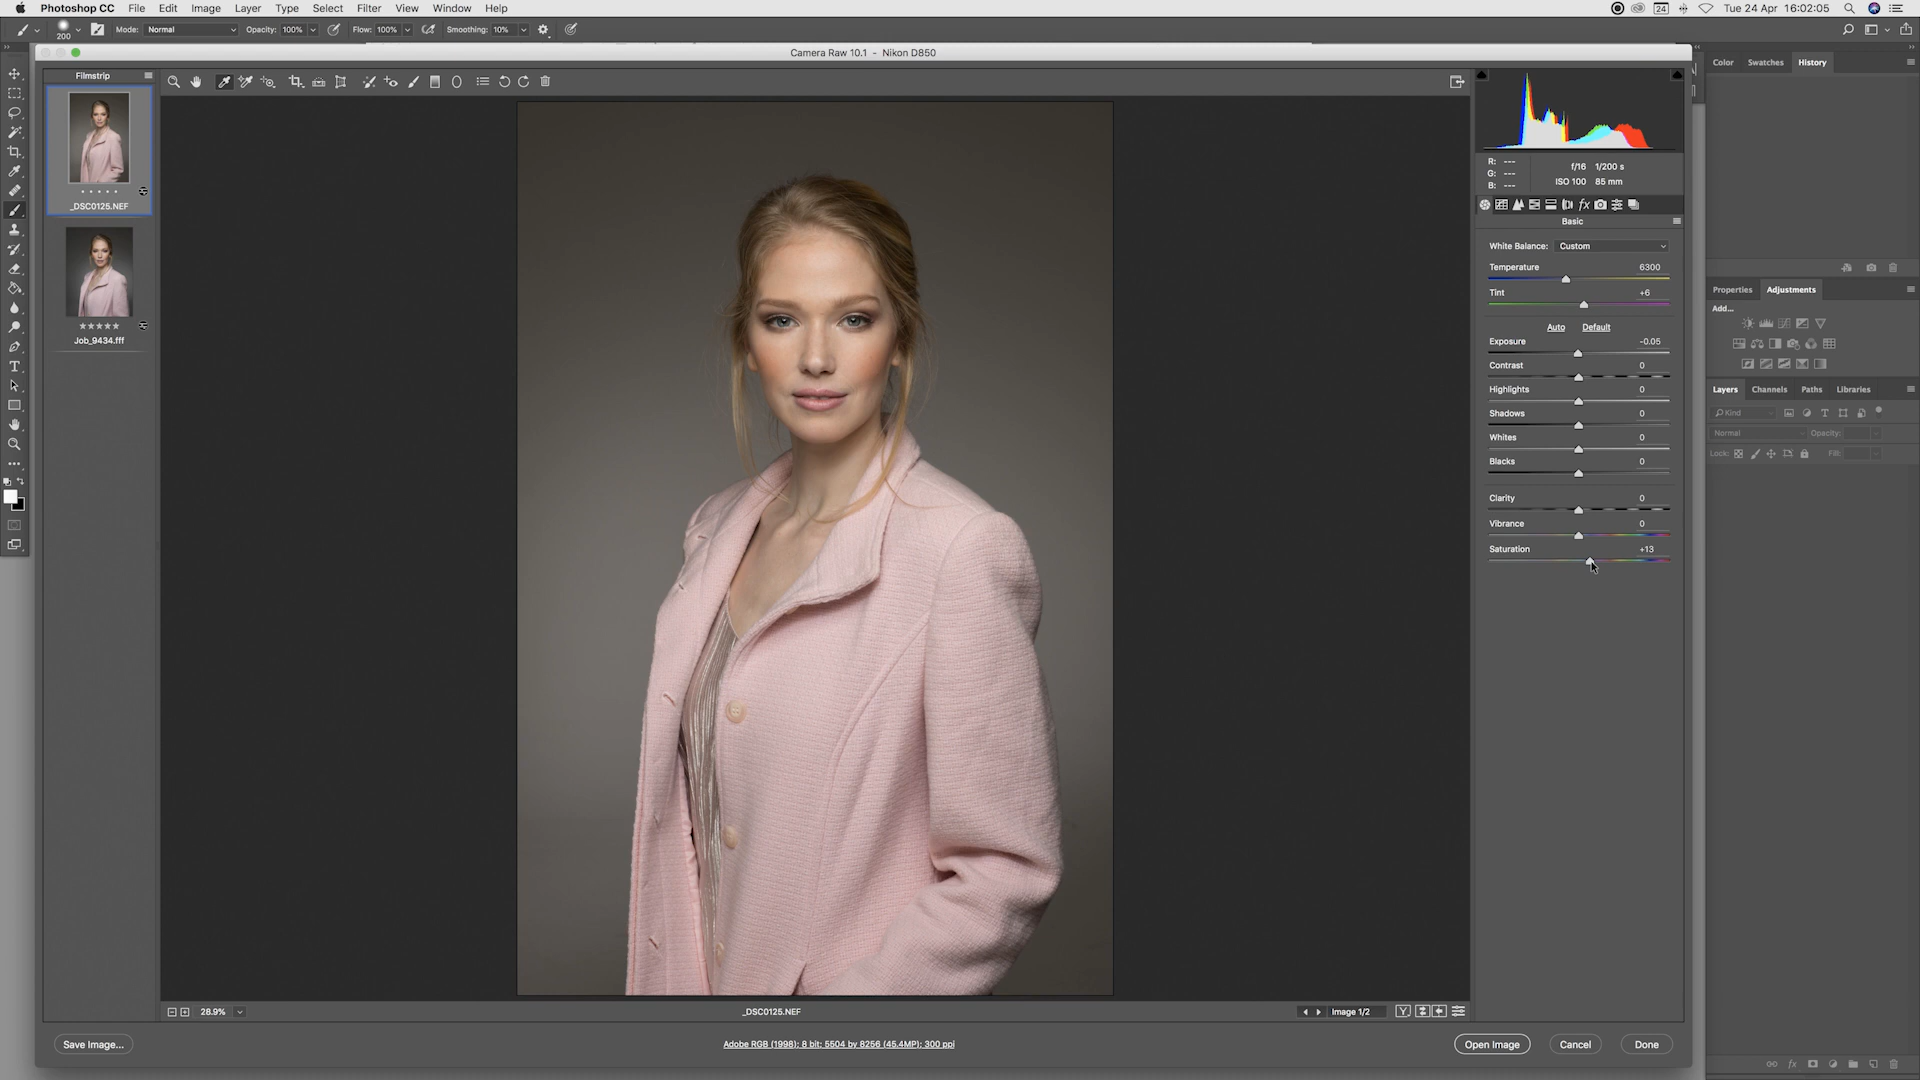 Photoshop CC File Edit Image Layer Type Select Filter View Window Help
24 Tue 24 Apr 16:02:05
200 Mode: Normal Opacity: 100% Flow: 100% Smoothing: 10%
Camera Raw 10.1 - Nikon D850
Filmstrip
_DSC0125.NEF
Job_9434.fff
R: ---
G: ---
B: ---
f/16 1/200 s
ISO 100 85 mm
Basic
White Balance: Custom
Temperature 6300
Tint +6
Auto Default
Exposure -0.05
Contrast 0
Highlights 0
Shadows 0
Whites 0
Blacks 0
Clarity 0
Vibrance 0
Saturation +13
Color Swatches History
Properties Adjustments
Add...
Layers Channels Paths Libraries
Kind
Normal Opacity:
Lock: Fill:
28.9%
_DSC0125.NEF
Image 1/2
Save Image...
Adobe RGB (1998); 8 bit; 5504 by 8256 (45.4MP); 300 ppi
Open Image Cancel Done